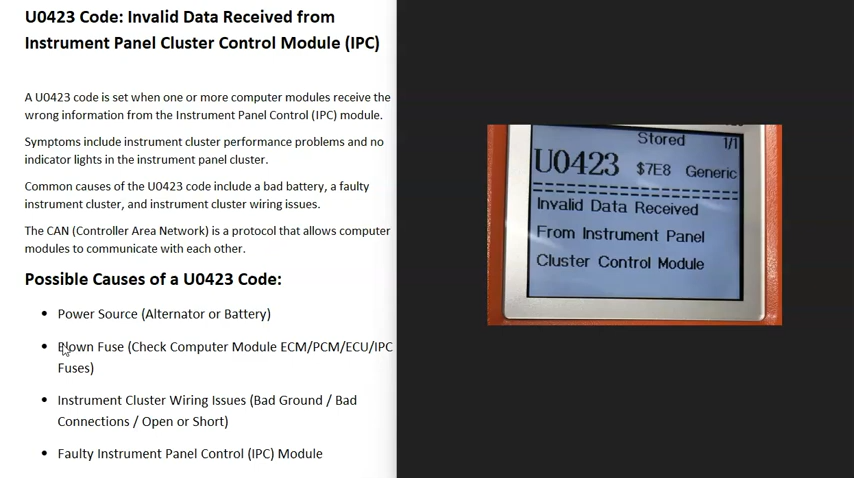 U0423 Code: Invalid Data Received from
Instrument Panel Cluster Control Module (IPC)
A U0423 code is set when one or more computer modules receive the
wrong information from the Instrument Panel Control (IPC) module.
Symptoms include instrument cluster performance problems and no
indicator lights in the instrument panel cluster.
Common causes of the U0423 code include a bad battery, a faulty
instrument cluster, and instrument cluster wiring issues.
The CAN (Controller Area Network) is a protocol that allows computer
modules to communicate with each other.
Possible Causes of a U0423 Code:
• Power Source (Alternator or Battery)
• Blown Fuse (Check Computer Module ECM/PCM/ECU/IPC
Fuses)
• Instrument Cluster Wiring Issues (Bad Ground / Bad
Connections / Open or Short)
• Faulty Instrument Panel Control (IPC) Module
Stored 1/1
U0423 $7E8 Generic
Invalid Data Received
From Instrument Panel
Cluster Control Module